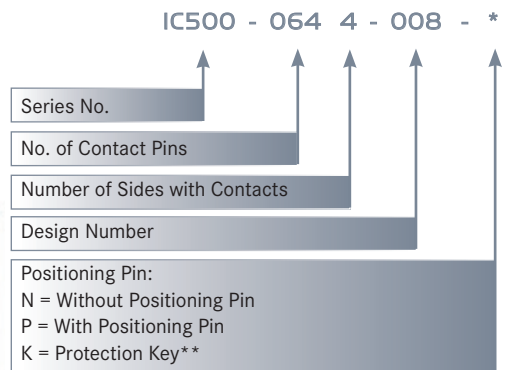 IC500 - 064 4 - 008 - *
Series No.
No. of Contact Pins
Number of Sides with Contacts
Design Number
Positioning Pin:
N = Without Positioning Pin
P = With Positioning Pin
K = Protection Key**